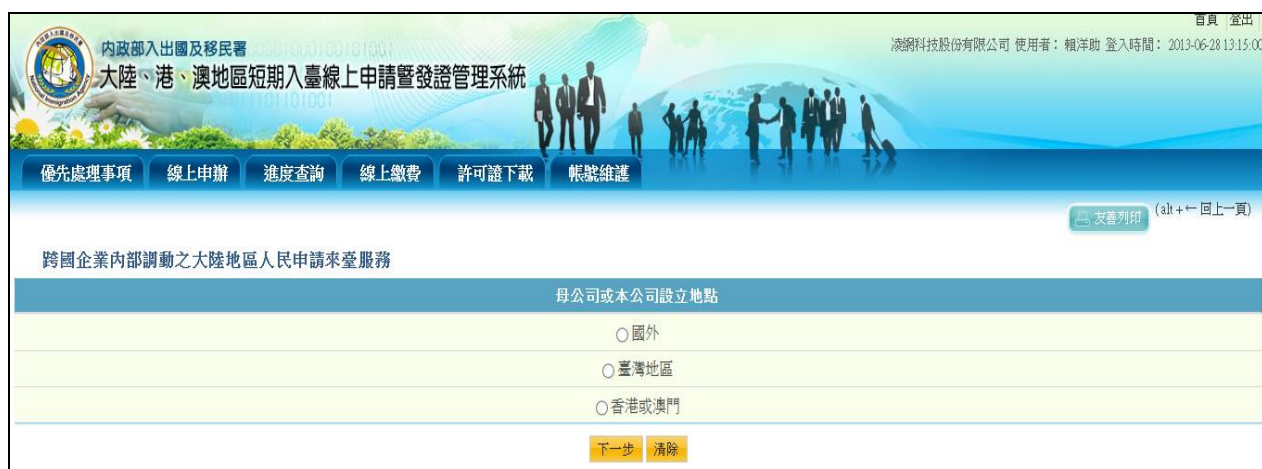 首頁 登出
內政部入出國及移民署
凌網科技股份有限公司 使用者：賴洋助 登入時間： 2013-06-28 13:15:00
大陸、港、澳地區短期入臺線上申請暨發證管理系統
優先處理事項 線上申辦 進度查詢 線上繳費 許可證下載 帳號維護
友善列印 (alt +← 回上一頁)
跨國企業內部調動之大陸地區人民申請來臺服務
母公司或本公司設立地點
國外
臺灣地區
香港或澳門
下一步 清除